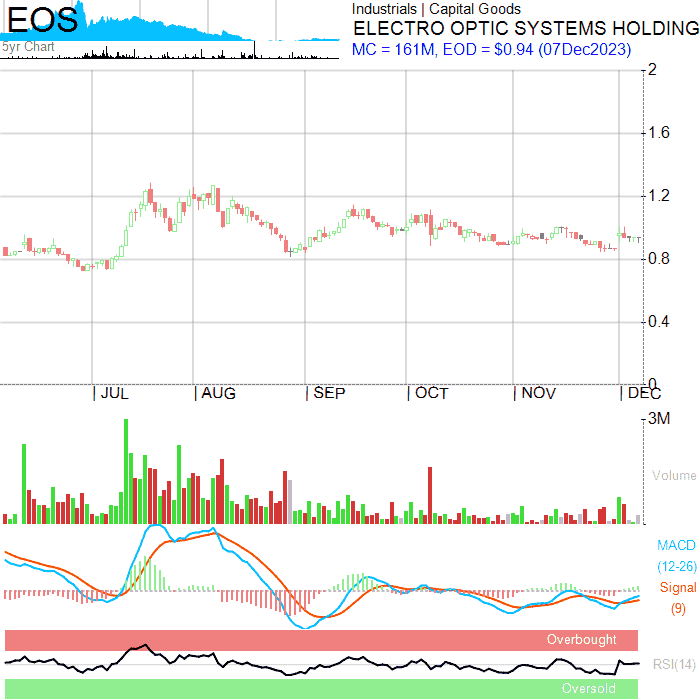 EOS
5yr Chart
Industrials | Capital Goods
ELECTRO OPTIC SYSTEMS HOLDING
MC = 161M, EOD = $0.94 (07Dec2023)
2
1.6
1.2
0.8
0.4
0
JUL AUG SEP OCT NOV DEC
3M
Volume
MACD
(12-26)
Signal
(9)
Overbought
RSI(14)
Oversold